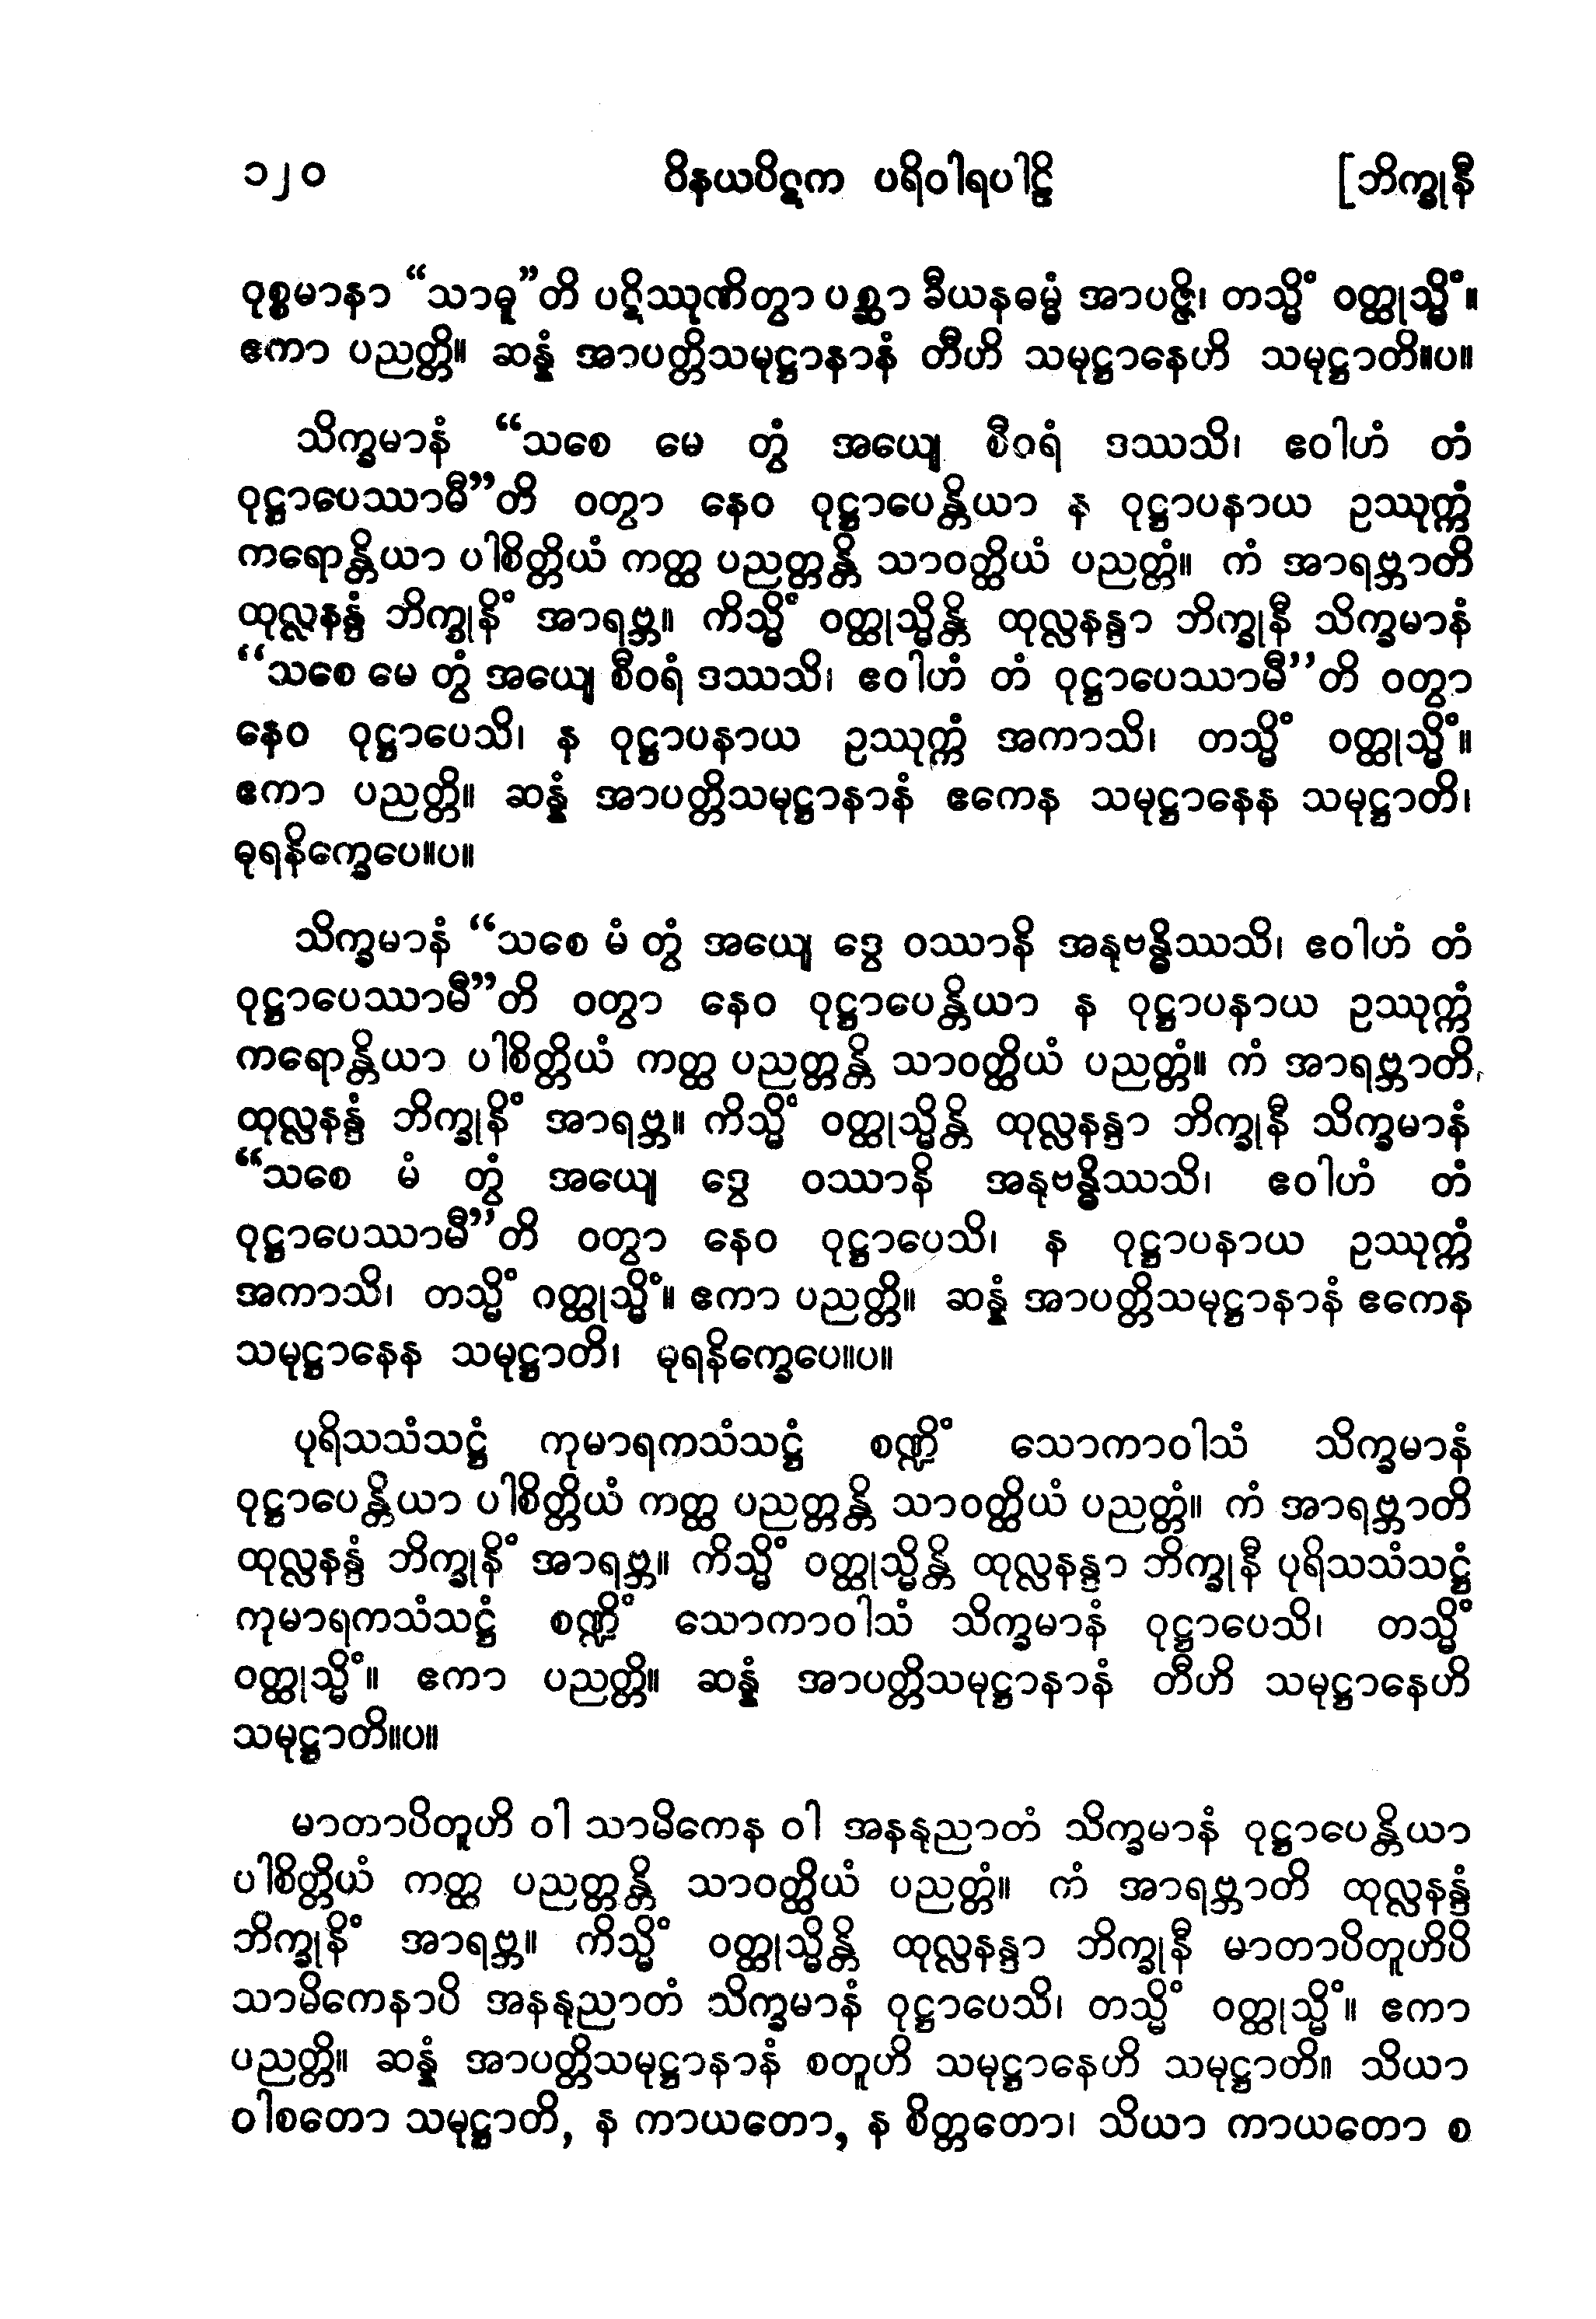 ၁၂၀ ဝိနယပိဋက ပရိဝါရပါဠိ [ဘိက္ခုနီ
ဝုစ္စမာနာ “သာဓူ”တိ ပဋိဿုဏိတွာ ပစ္ဆာ ခီယနဓမ္မံ အာပဇ္ဇိ၊ တသ္မိံ ဝတ္ထုသ္မိံ။
ဧကာ ပညတ္တိ။ ဆန္နံ အာပတ္တိသမုဋ္ဌာနာနံ တီဟိ သမုဋ္ဌာနေဟိ သမုဋ္ဌာတိ။ပ။
သိက္ခမာနံ “သစေ မေ တွံ အယျေ စီဝရံ ဒဿသိ၊ ဧဝါဟံ တံ
ဝုဋ္ဌာပေဿာမီ”တိ ဝတွာ နေဝ ဝုဋ္ဌာပေန္တိယာ န ဝုဋ္ဌာပနာယ ဥဿုက္ကံ
ကရောန္တိယာ ပါစိတ္တိယံ ကတ္ထ ပညတ္တန္တိ သာဝတ္ထိယံ ပညတ္တံ။ ကံ အာရဗ္ဘာတိ
ထုလ္လနန္ဒံ ဘိက္ခုနိံ အာရဗ္ဘ။ ကိသ္မိံ ဝတ္ထုသ္မိန္တိ ထုလ္လနန္ဒာ ဘိက္ခုနီ သိက္ခမာနံ
“သစေ မေ တွံ အယျေ စီဝရံ ဒဿသိ၊ ဧဝါဟံ တံ ဝုဋ္ဌာပေဿာမီ”တိ ဝတွာ
နေဝ ဝုဋ္ဌာပေသိ၊ န ဝုဋ္ဌာပနာယ ဥဿုက္ကံ အကာသိ၊ တသ္မိံ ဝတ္ထုသ္မိံ။
ဧကာ ပညတ္တိ။ ဆန္နံ အာပတ္တိသမုဋ္ဌာနာနံ ဧကေန သမုဋ္ဌာနေန သမုဋ္ဌာတိ၊
ဓုရနိက္ခေပေ။ပ။
သိက္ခမာနံ “သစေ မံ တွံ အယျေ ဒွေ ဝဿာနိ အနုဗန္ဓိဿသိ၊ ဧဝါဟံ တံ
ဝုဋ္ဌာပေဿာမီ”တိ ဝတွာ နေဝ ဝုဋ္ဌာပေန္တိယာ န ဝုဋ္ဌာပနာယ ဥဿုက္ကံ
ကရောန္တိယာ ပါစိတ္တိယံ ကတ္ထ ပညတ္တန္တိ သာဝတ္ထိယံ ပညတ္တံ။ ကံ အာရဗ္ဘာတိ
ထုလ္လနန္ဒံ ဘိက္ခုနိံ အာရဗ္ဘ။ ကိသ္မိံ ဝတ္ထုသ္မိန္တိ ထုလ္လနန္ဒာ ဘိက္ခုနီ သိက္ခမာနံ
“သစေ မံ တွံ အယျေ ဒွေ ဝဿာနိ အနုဗန္ဓိဿသိ၊ ဧဝါဟံ တံ
ဝုဋ္ဌာပေဿာမီ”တိ ဝတွာ နေဝ ဝုဋ္ဌာပေသိ၊ န ဝုဋ္ဌာပနာယ ဥဿုက္ကံ
အကာသိ၊ တသ္မိံ ဝတ္ထုသ္မိံ။ ဧကာ ပညတ္တိ။ ဆန္နံ အာပတ္တိသမုဋ္ဌာနာနံ ဧကေန
သမုဋ္ဌာနေန သမုဋ္ဌာတိ၊ ဓုရနိက္ခေပေ။ပ။
ပုရိသသံသဋ္ဌံ ကုမာရကသံသဋ္ဌံ စဏ္ဍိံ သောကာဝါသံ သိက္ခမာနံ
ဝုဋ္ဌာပေန္တိယာ ပါစိတ္တိယံ ကတ္ထ ပညတ္တန္တိ သာဝတ္ထိယံ ပညတ္တံ။ ကံ အာရဗ္ဘာတိ
ထုလ္လနန္ဒံ ဘိက္ခုနိံ အာရဗ္ဘ။ ကိသ္မိံ ဝတ္ထုသ္မိန္တိ ထုလ္လနန္ဒာ ဘိက္ခုနီ ပုရိသသံသဋ္ဌံ
ကုမာရကသံသဋ္ဌံ စဏ္ဍိံ သောကာဝါသံ သိက္ခမာနံ ဝုဋ္ဌာပေသိ၊ တသ္မိံ
ဝတ္ထုသ္မိံ။ ဧကာ ပညတ္တိ။ ဆန္နံ အာပတ္တိသမုဋ္ဌာနာနံ တီဟိ သမုဋ္ဌာနေဟိ
သမုဋ္ဌာတိ။ပ။
မာတာပိတူဟိ ဝါ သာမိကေန ဝါ အနနုညာတံ သိက္ခမာနံ ဝုဋ္ဌာပေန္တိယာ
ပါစိတ္တိယံ ကတ္ထ ပညတ္တန္တိ သာဝတ္ထိယံ ပညတ္တံ။ ကံ အာရဗ္ဘာတိ ထုလ္လနန္ဒံ
ဘိက္ခုနိံ အာရဗ္ဘ။ ကိသ္မိံ ဝတ္ထုသ္မိန္တိ ထုလ္လနန္ဒာ ဘိက္ခုနီ မာတာပိတူဟိပိ
သာမိကေနာပိ အနနုညာတံ သိက္ခမာနံ ဝုဋ္ဌာပေသိ၊ တသ္မိံ ဝတ္ထုသ္မိံ။ ဧကာ
ပညတ္တိ။ ဆန္နံ အာပတ္တိသမုဋ္ဌာနာနံ စတူဟိ သမုဋ္ဌာနေဟိ သမုဋ္ဌာတိ။ သိယာ
ဝါစတော သမုဋ္ဌာတိ, န ကာယတော, န စိတ္တတော၊ သိယာ ကာယတော စ